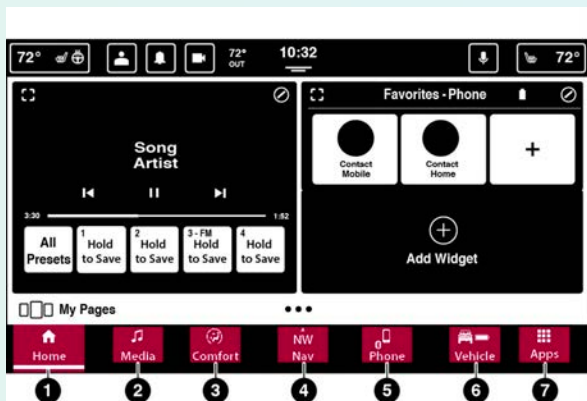 72°
72°
OUT
10:32
72°
Song
Artist
3:30
1:52
All
Presets
1
Hold
to Save
2
Hold
to Save
3 - FM
Hold
to Save
4
Hold
to Save
Favorites - Phone
Contact
Mobile
Contact
Home
+
Add Widget
My Pages
Home
Media
Comfort
NW
Nav
0
Phone
Vehicle
Apps
1
2
3
4
5
6
7